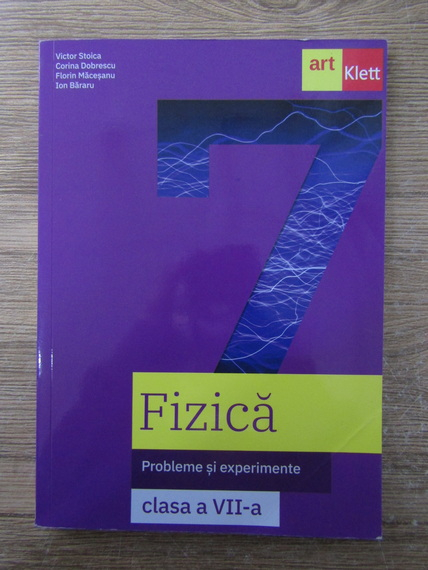 Victor Stoica
Corina Dobrescu
Florin Măceșanu
Ion Băraru
art
Klett
7
Fizică
Probleme și experimente
clasa a VII-a